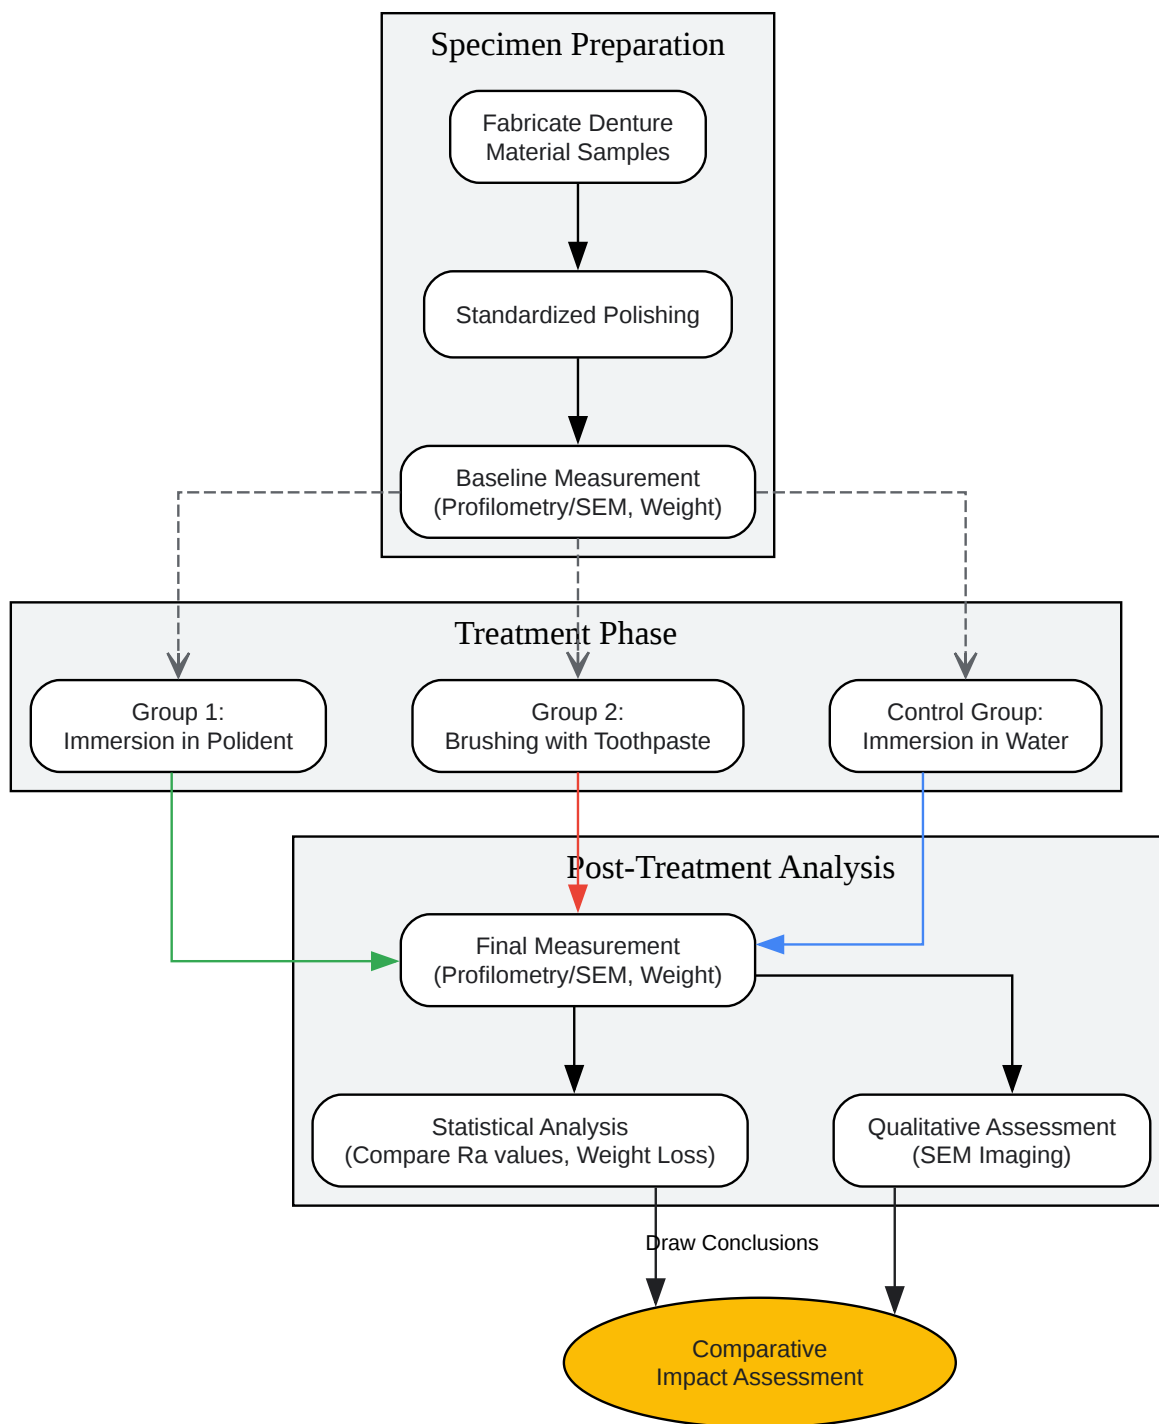 Specimen Preparation
Fabricate Denture
Material Samples
Standardized Polishing
Baseline Measurement
(Profilometry/SEM, Weight)
Treatment Phase
Group 1:
Immersion in Polident
Group 2:
Brushing with Toothpaste
Control Group:
Immersion in Water
Post-Treatment Analysis
Final Measurement
(Profilometry/SEM, Weight)
Statistical Analysis
(Compare Ra values, Weight Loss)
Qualitative Assessment
(SEM Imaging)
Draw Conclusions
Comparative
Impact Assessment